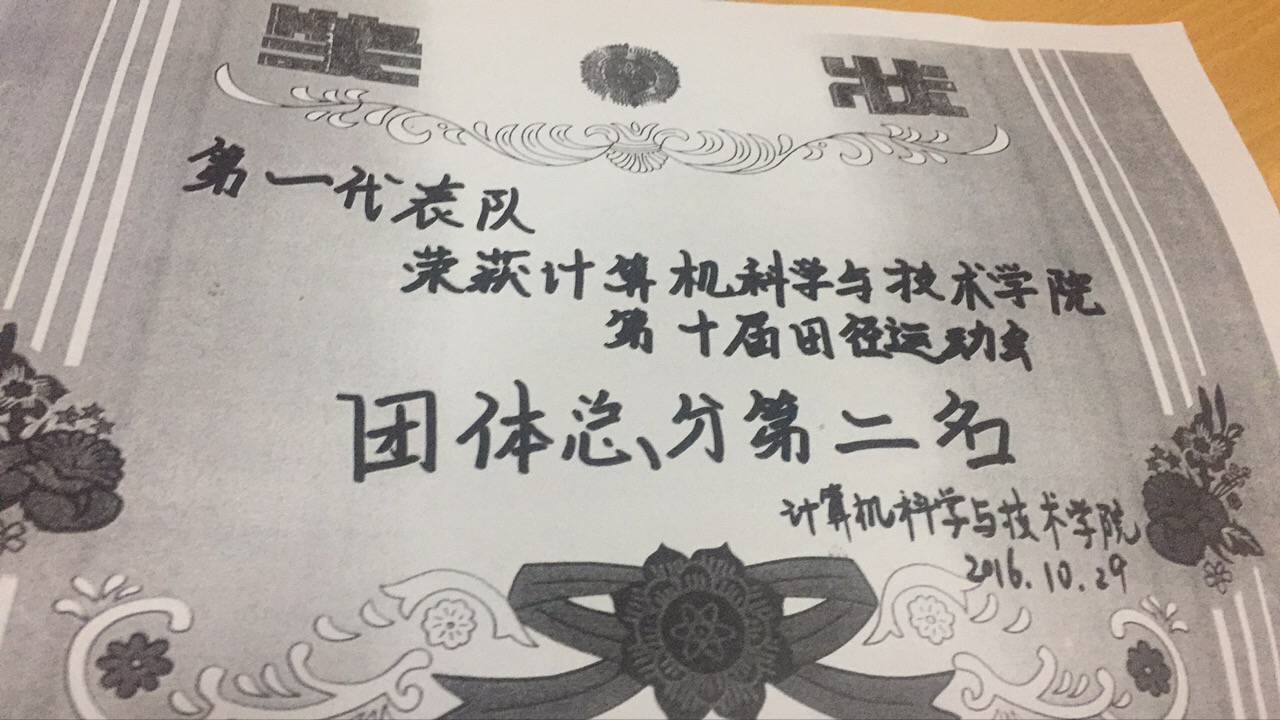 奖 状
第一代表队
荣获计算机科学与技术学院
第十届田径运动会
团体总分第二名
计算机科学与技术学院
2016.10.29